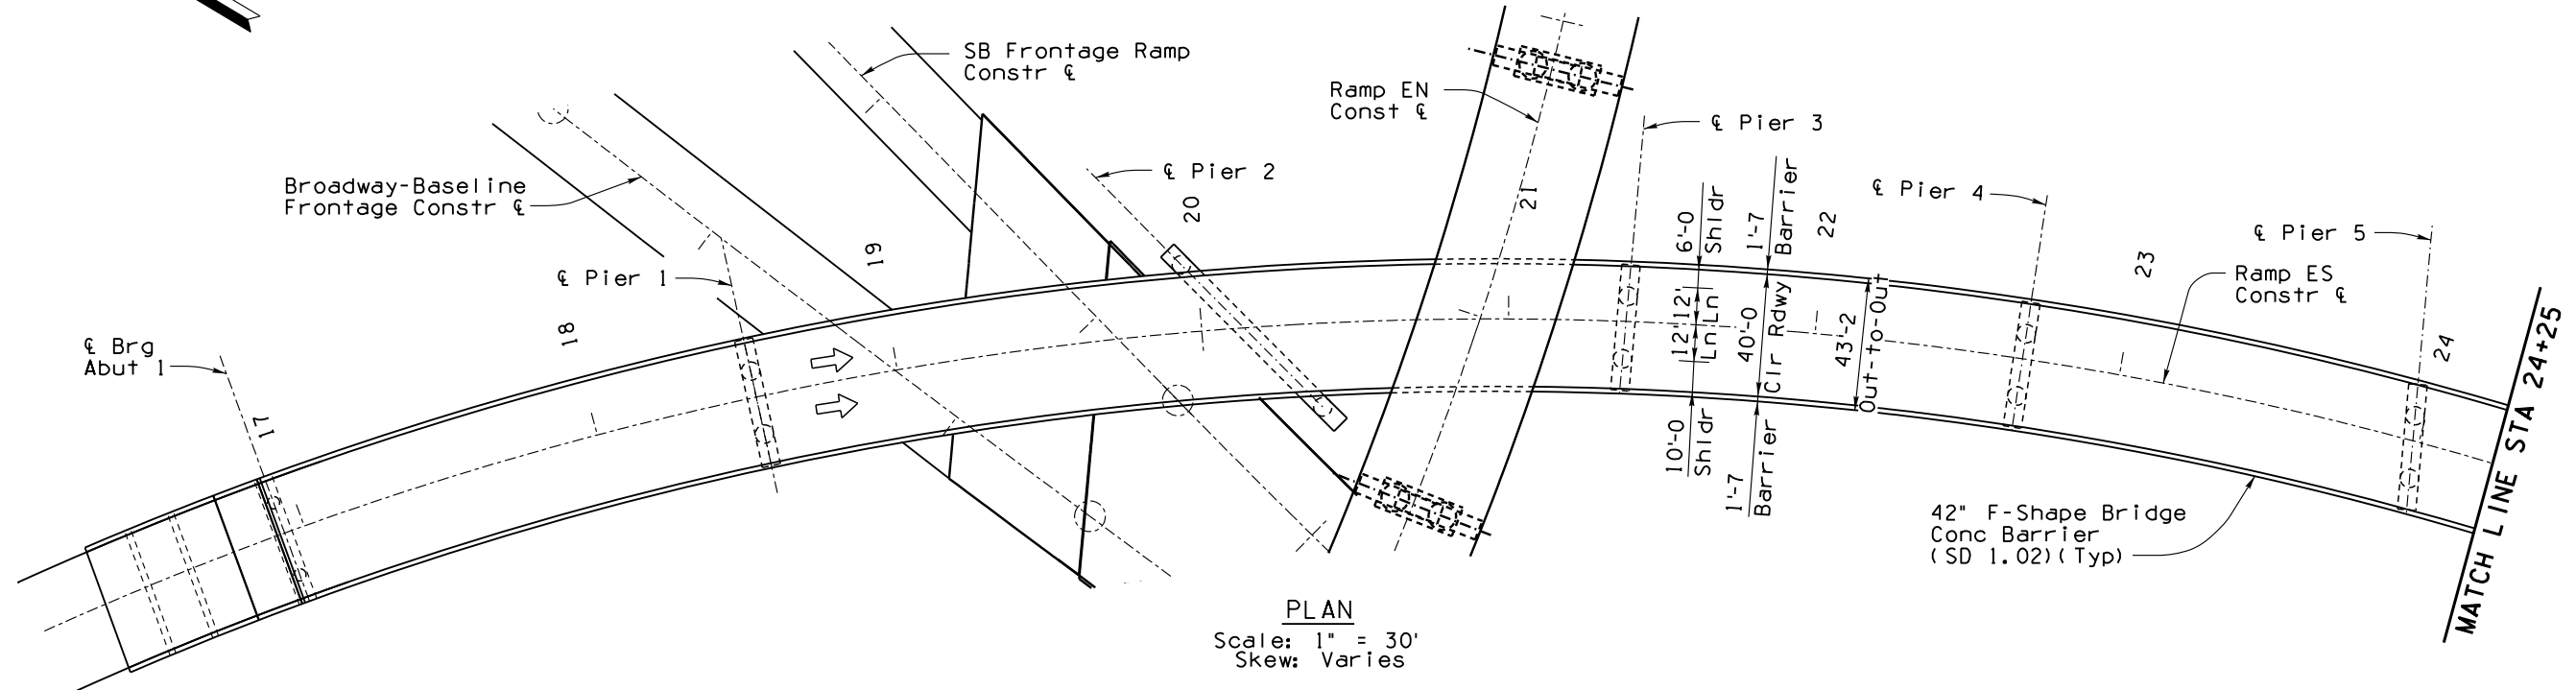 SB Frontage Ramp
Constr ℄
Ramp EN
Const ℄
℄ Pier 3
Broadway-Baseline
Frontage Constr ℄
℄ Pier 2
20
21
6'-0
Shldr
1'-7
Barrier
22
℄ Pier 4
℄ Pier 5
23
Ramp ES
Constr ℄
19
℄ Pier 1
18
℄ Brg
Abut 1
17
12'
Ln
12'
Ln
40'-0
Clr Rdwy
43'-2
Out-to-Out
10'-0
Shldr
1'-7
Barrier
24
MATCH LINE STA 24+25
42" F-Shape Bridge
Conc Barrier
(SD 1.02)(Typ)
PLAN
Scale: 1" = 30'
Skew: Varies